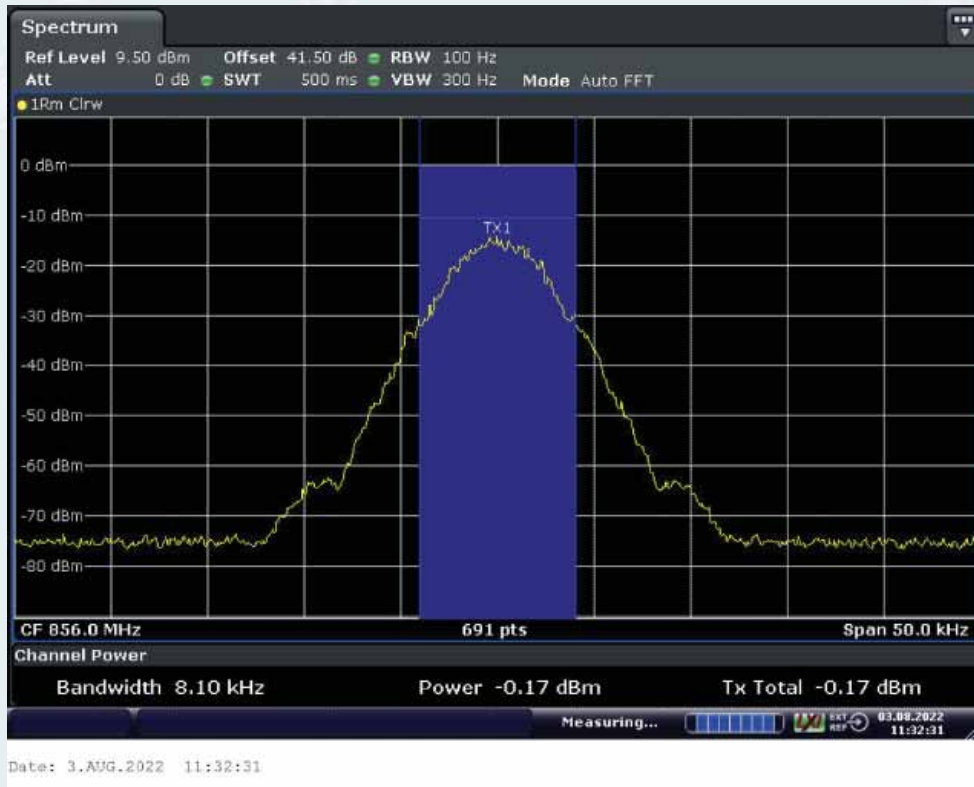 Spectrum
Ref Level 9.50 dBm Offset 41.50 dB RBW 100 Hz
Att 0 dB SWT 500 ms VBW 300 Hz Mode Auto FFT
1Rm Clrw
0 dBm
-10 dBm
TX1
-20 dBm
-30 dBm
-40 dBm
-50 dBm
-60 dBm
-70 dBm
-80 dBm
CF 856.0 MHz 691 pts Span 50.0 kHz
Channel Power
Bandwidth 8.10 kHz Power -0.17 dBm Tx Total -0.17 dBm
Measuring... LXI EXT REF 03.08.2022
11:32:31
Date: 3.AUG.2022 11:32:31